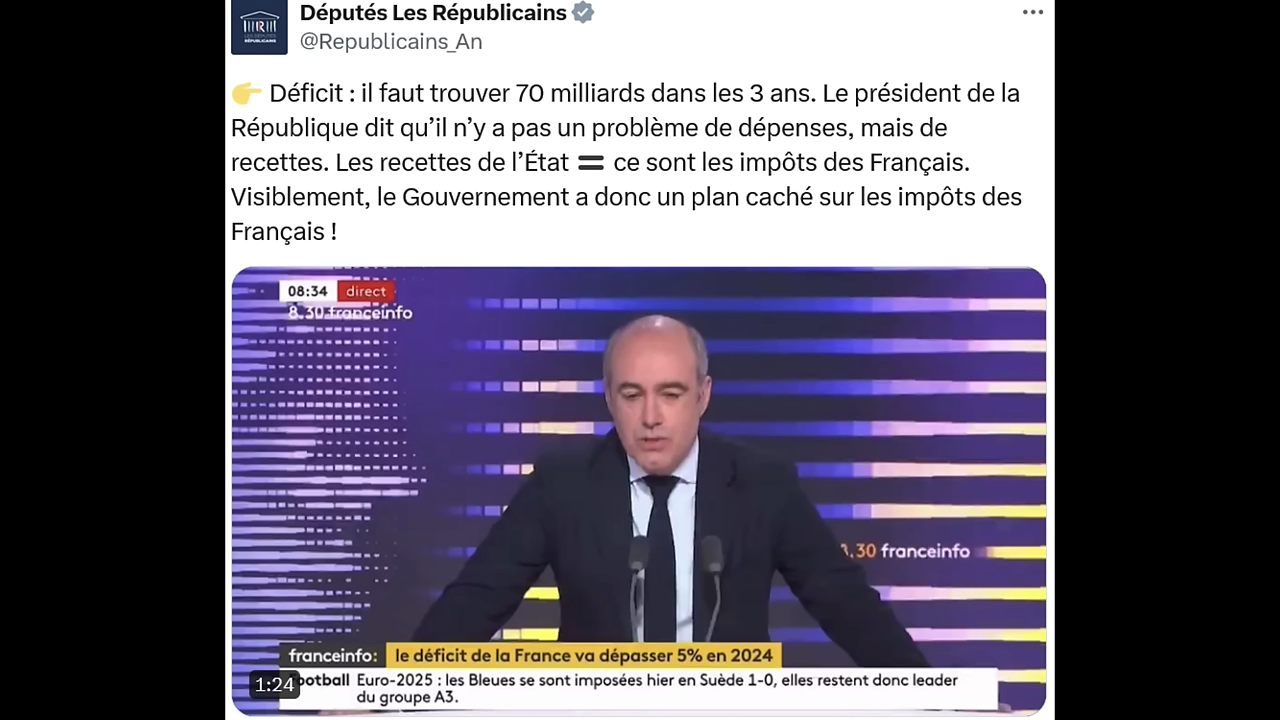 Députés Les Républicains
@Republicains_An
👉 Déficit : il faut trouver 70 milliards dans les 3 ans. Le président de la
République dit qu’il n’y a pas un problème de dépenses, mais de
recettes. Les recettes de l’État 🟰 ce sont les impôts des Français.
Visiblement, le Gouvernement a donc un plan caché sur les impôts des
Français !
08:34 direct
8.30 franceinfo
8.30 franceinfo
franceinfo: le déficit de la France va dépasser 5% en 2024
1:24
Football Euro-2025 : les Bleues se sont imposées hier en Suède 1-0, elles restent donc leader
du groupe A3.